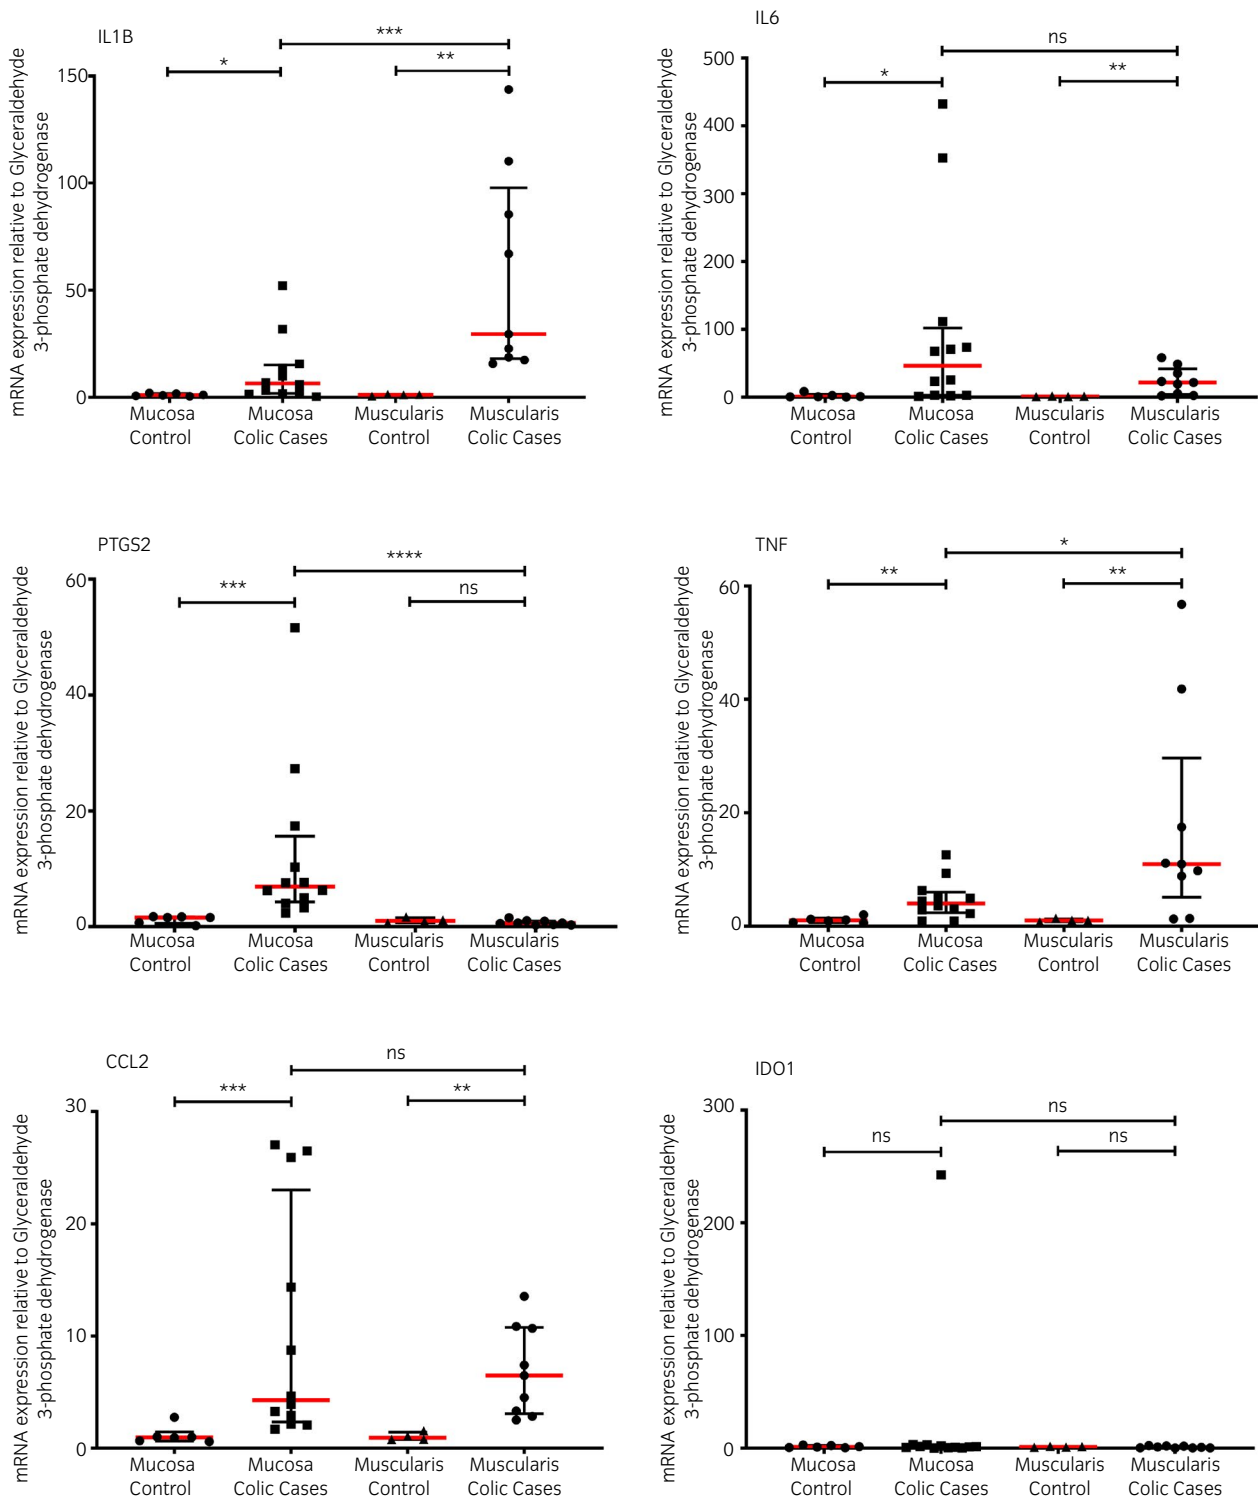 IL1B
mRNA expression relative to Glyceraldehyde
3-phosphate dehydrogenase
***
*
**
150
100
50
0
Mucosa Mucosa Muscularis Muscularis
Control Colic Cases Control Colic Cases
IL6
mRNA expression relative to Glyceraldehyde
3-phosphate dehydrogenase
ns
*
**
500
400
300
200
100
0
Mucosa Mucosa Muscularis Muscularis
Control Colic Cases Control Colic Cases
PTGS2
mRNA expression relative to Glyceraldehyde
3-phosphate dehydrogenase
****
***
ns
60
40
20
0
Mucosa Mucosa Muscularis Muscularis
Control Colic Cases Control Colic Cases
TNF
mRNA expression relative to Glyceraldehyde
3-phosphate dehydrogenase
*
**
**
60
40
20
0
Mucosa Mucosa Muscularis Muscularis
Control Colic Cases Control Colic Cases
CCL2
mRNA expression relative to Glyceraldehyde
3-phosphate dehydrogenase
ns
***
**
30
20
10
0
Mucosa Mucosa Muscularis Muscularis
Control Colic Cases Control Colic Cases
IDO1
mRNA expression relative to Glyceraldehyde
3-phosphate dehydrogenase
ns
ns
ns
300
200
100
0
Mucosa Mucosa Muscularis Muscularis
Control Colic Cases Control Colic Cases